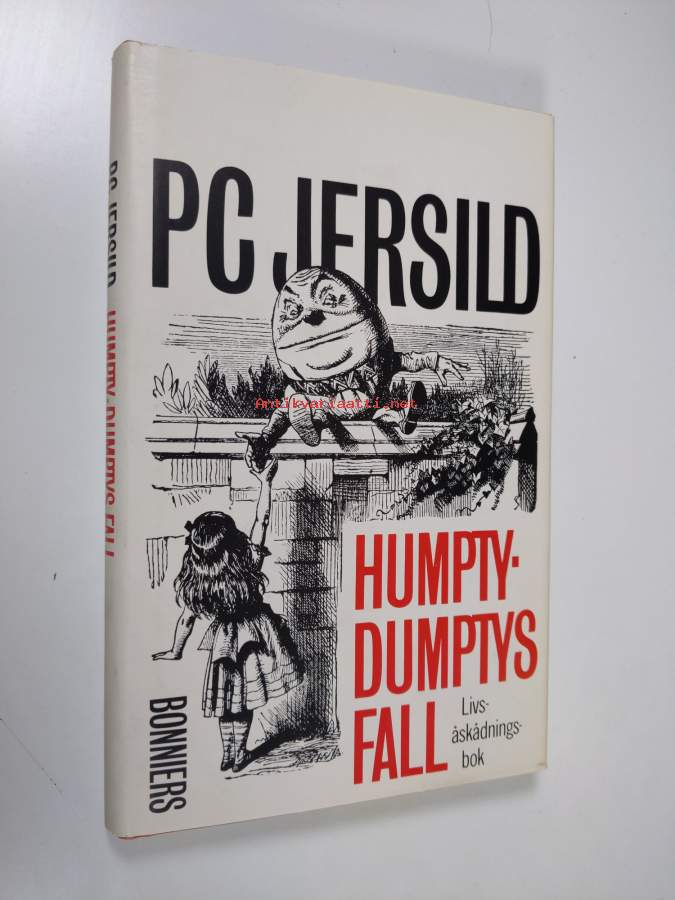 PC JERSILD
Antikvariaatti.net
HUMPTY-
DUMPTYS
FALL
Livs-
åskådnings-
bok
PC JERSILD HUMPTY-DUMPTYS FALL
BONNIERS